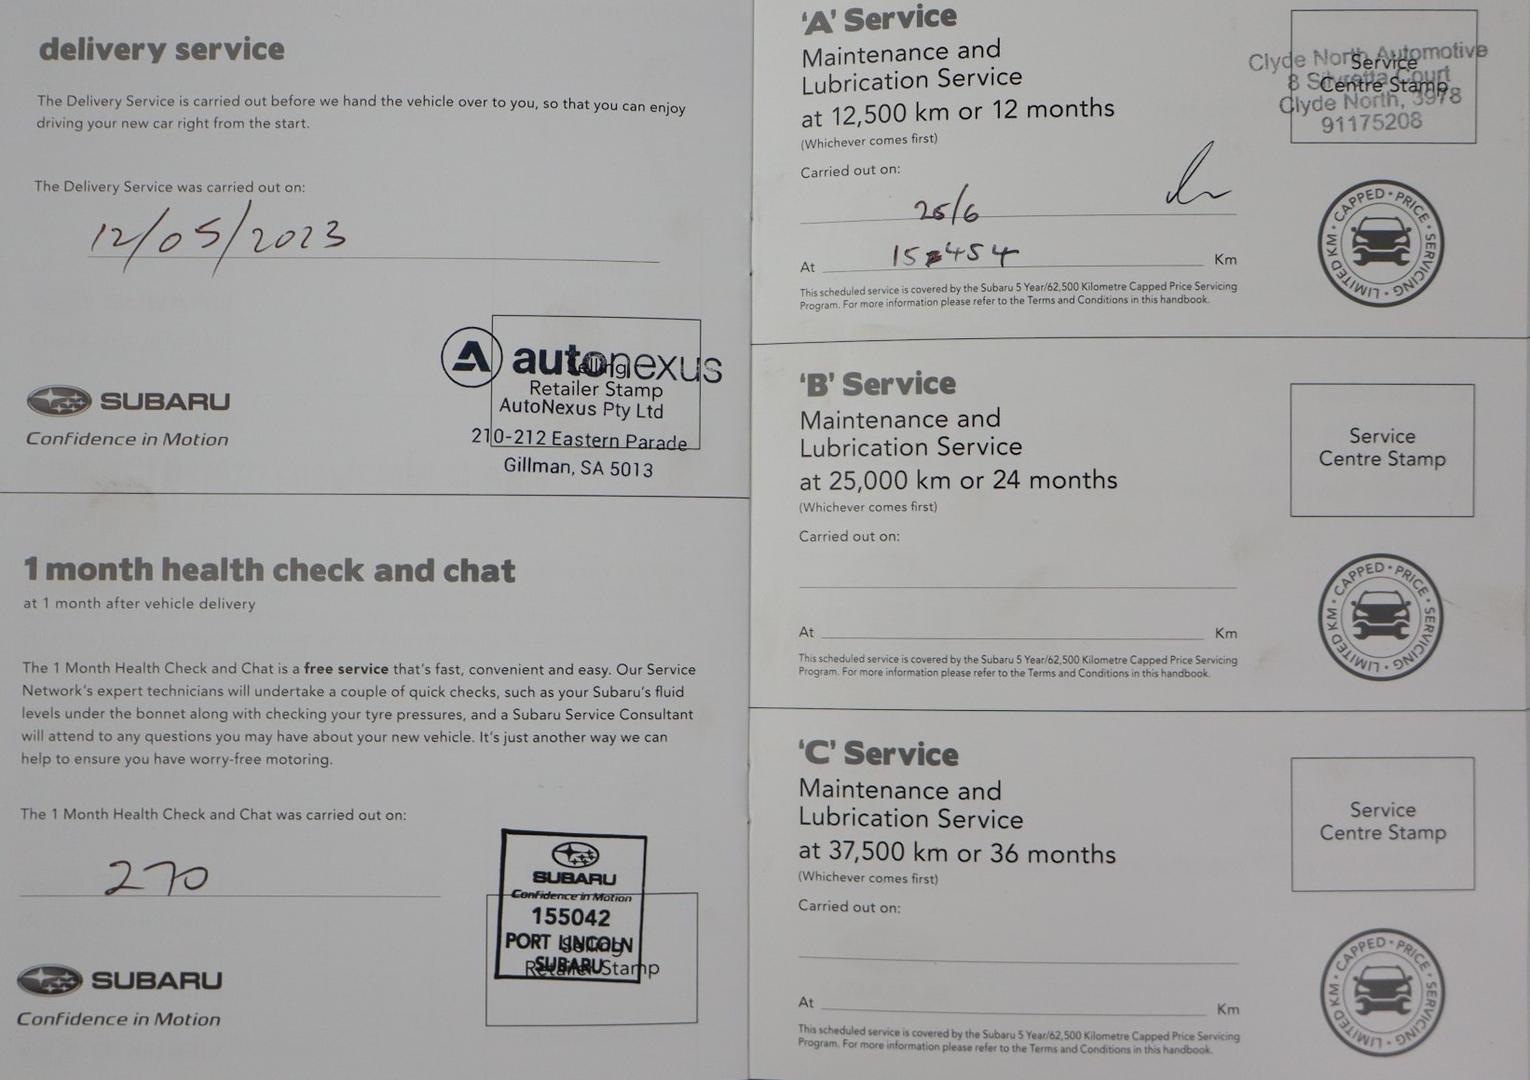 delivery service
The Delivery Service is carried out before we hand the vehicle over to you, so that you can enjoy
driving your new car right from the start.
The Delivery Service was carried out on:
12/05/2023
SUBARU
Confidence in Motion
autonexus
Selling
Retailer Stamp
AutoNexus Pty Ltd
210-212 Eastern Parade
Gillman, SA 5013
1 month health check and chat
at 1 month after vehicle delivery
The 1 Month Health Check and Chat is a free service that's fast, convenient and easy. Our Service
Network's expert technicians will undertake a couple of quick checks, such as your Subaru's fluid
levels under the bonnet along with checking your tyre pressures, and a Subaru Service Consultant
will attend to any questions you may have about your new vehicle. It's just another way we can
help to ensure you have worry-free motoring.
The 1 Month Health Check and Chat was carried out on:
270
SUBARU
Confidence in Motion
155042
PORT LINCOLN
SUBARU
Selling
Retailer Stamp
SUBARU
Confidence in Motion
'A' Service
Maintenance and
Lubrication Service
at 12,500 km or 12 months
(Whichever comes first)
Carried out on:
25/6
At 15 454 Km
This scheduled service is covered by the Subaru 5 Year/62,500 Kilometre Capped Price Servicing
Program. For more information please refer to the Terms and Conditions in this handbook.
Service
Centre Stamp
Clyde North Automotive
8 Court
Clyde North, 3978
91175208
LIMITED KM • CAPPED • PRICE • SERVICING •
'B' Service
Maintenance and
Lubrication Service
at 25,000 km or 24 months
(Whichever comes first)
Carried out on:
At Km
This scheduled service is covered by the Subaru 5 Year/62,500 Kilometre Capped Price Servicing
Program. For more information please refer to the Terms and Conditions in this handbook.
Service
Centre Stamp
LIMITED KM • CAPPED • PRICE • SERVICING •
'C' Service
Maintenance and
Lubrication Service
at 37,500 km or 36 months
(Whichever comes first)
Carried out on:
At Km
This scheduled service is covered by the Subaru 5 Year/62,500 Kilometre Capped Price Servicing
Program. For more information please refer to the Terms and Conditions in this handbook.
Service
Centre Stamp
LIMITED KM • CAPPED • PRICE • SERVICING •